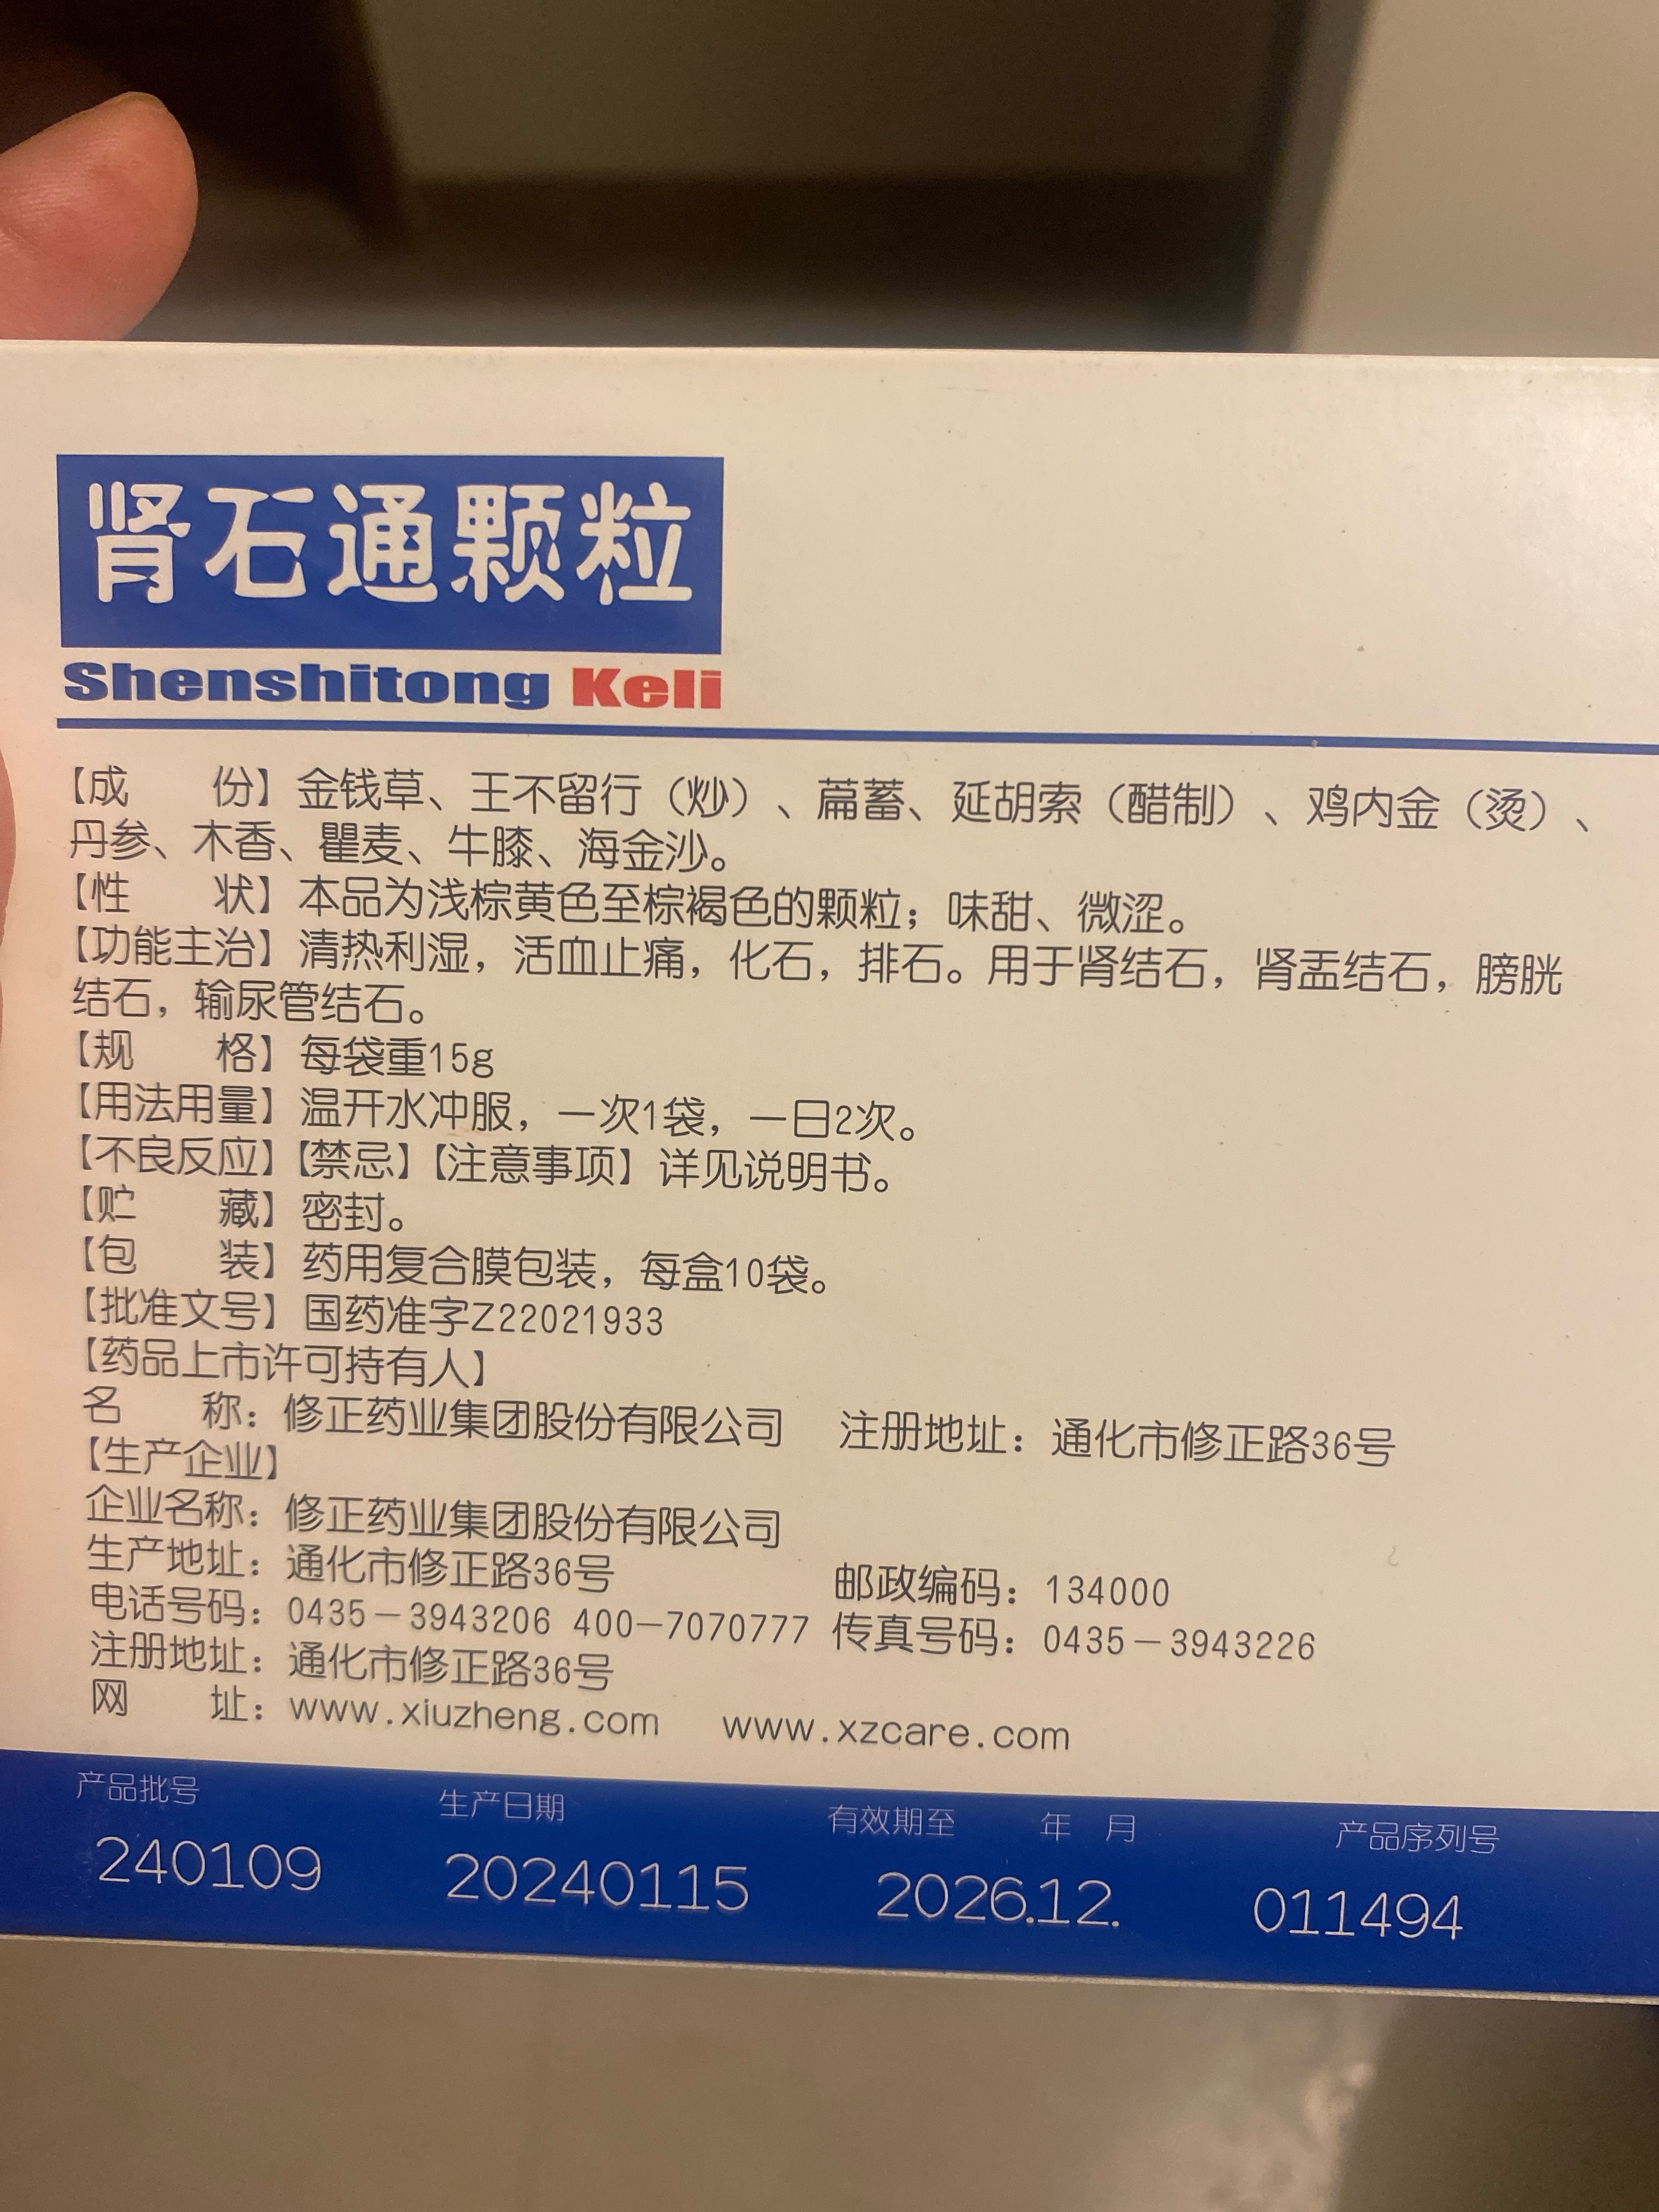 肾石通颗粒
Shenshitong Keli
【成 份】金钱草、王不留行（炒）、萹蓄、延胡索（醋制）、鸡内金（烫）、
丹参、木香、瞿麦、牛膝、海金沙。
【性 状】本品为浅棕黄色至棕褐色的颗粒；味甜、微涩。
【功能主治】清热利湿，活血止痛，化石，排石。用于肾结石，肾盂结石，膀胱
结石，输尿管结石。
【规 格】每袋重15g
【用法用量】温开水冲服，一次1袋，一日2次。
【不良反应】【禁忌】【注意事项】详见说明书。
【贮 藏】密封。
【包 装】药用复合膜包装，每盒10袋。
【批准文号】国药准字Z22021933
【药品上市许可持有人】
名 称：修正药业集团股份有限公司 注册地址：通化市修正路36号
【生产企业】
企业名称：修正药业集团股份有限公司
生产地址：通化市修正路36号 邮政编码：134000
电话号码：0435－3943206 400－7070777 传真号码：0435－3943226
注册地址：通化市修正路36号
网 址：www.xiuzheng.com www.xzcare.com
产品批号 生产日期 有效期至 年 月 产品序列号
240109 20240115 2026.12. 011494